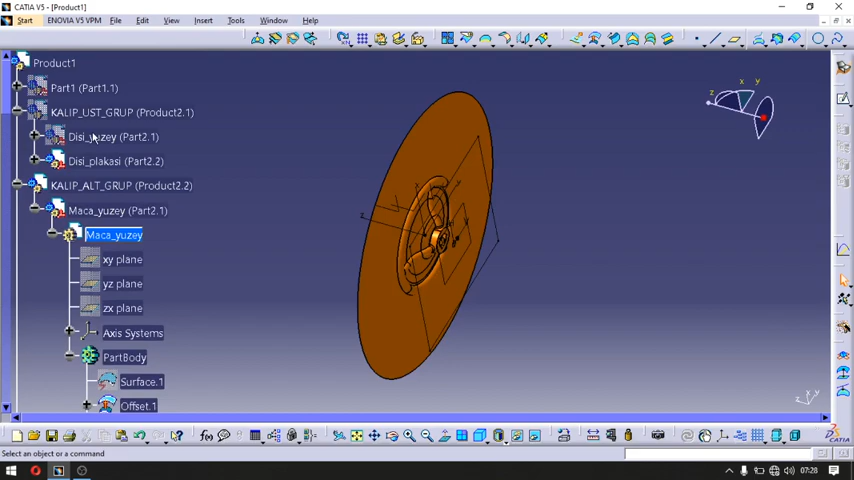 CATIA V5 - [Product1]
Start ENOVIA V5 VPM File Edit View Insert Tools Window Help
Product1
Part1 (Part1.1)
KALIP_UST_GRUP (Product2.1)
Disi_yuzey (Part2.1)
Disi_plakasi (Part2.2)
KALIP_ALT_GRUP (Product2.2)
Maca_yuzey (Part2.1)
Maca_yuzey
xy plane
yz plane
zx plane
Axis Systems
PartBody
Surface.1
Offset.1
x y
z
Select an object or a command
07:28